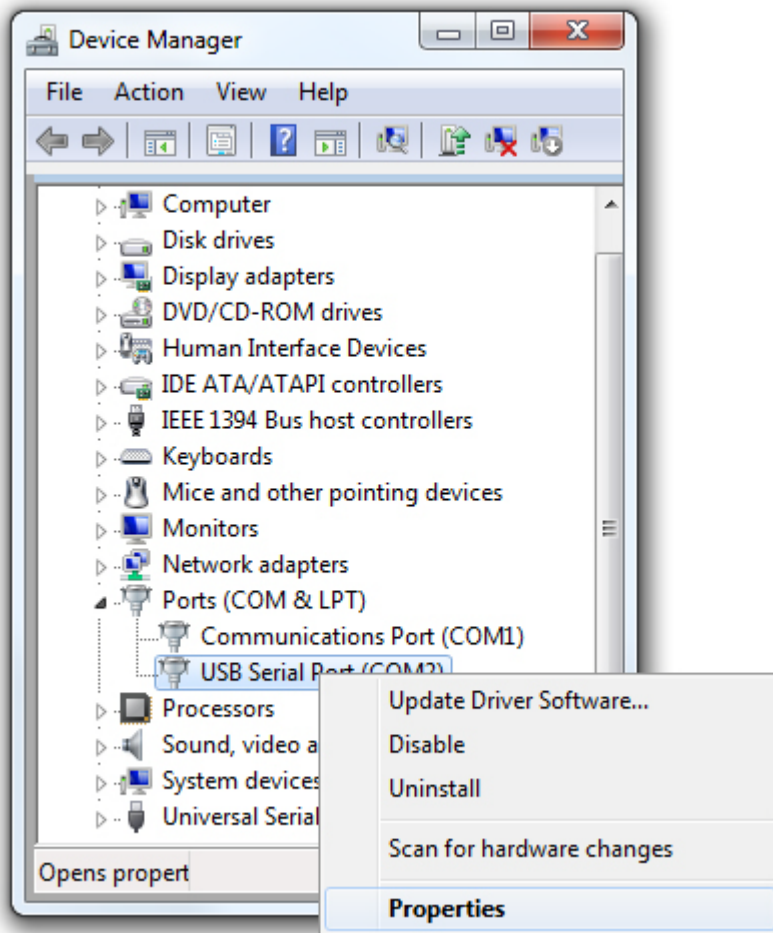 Device Manager
File Action View Help
Computer
Disk drives
Display adapters
DVD/CD-ROM drives
Human Interface Devices
IDE ATA/ATAPI controllers
IEEE 1394 Bus host controllers
Keyboards
Mice and other pointing devices
Monitors
Network adapters
Ports (COM & LPT)
Communications Port (COM1)
USB Serial Port (COM2)
Processors
Sound, video a
System devices
Universal Serial
Opens propert
Update Driver Software...
Disable
Uninstall
Scan for hardware changes
Properties